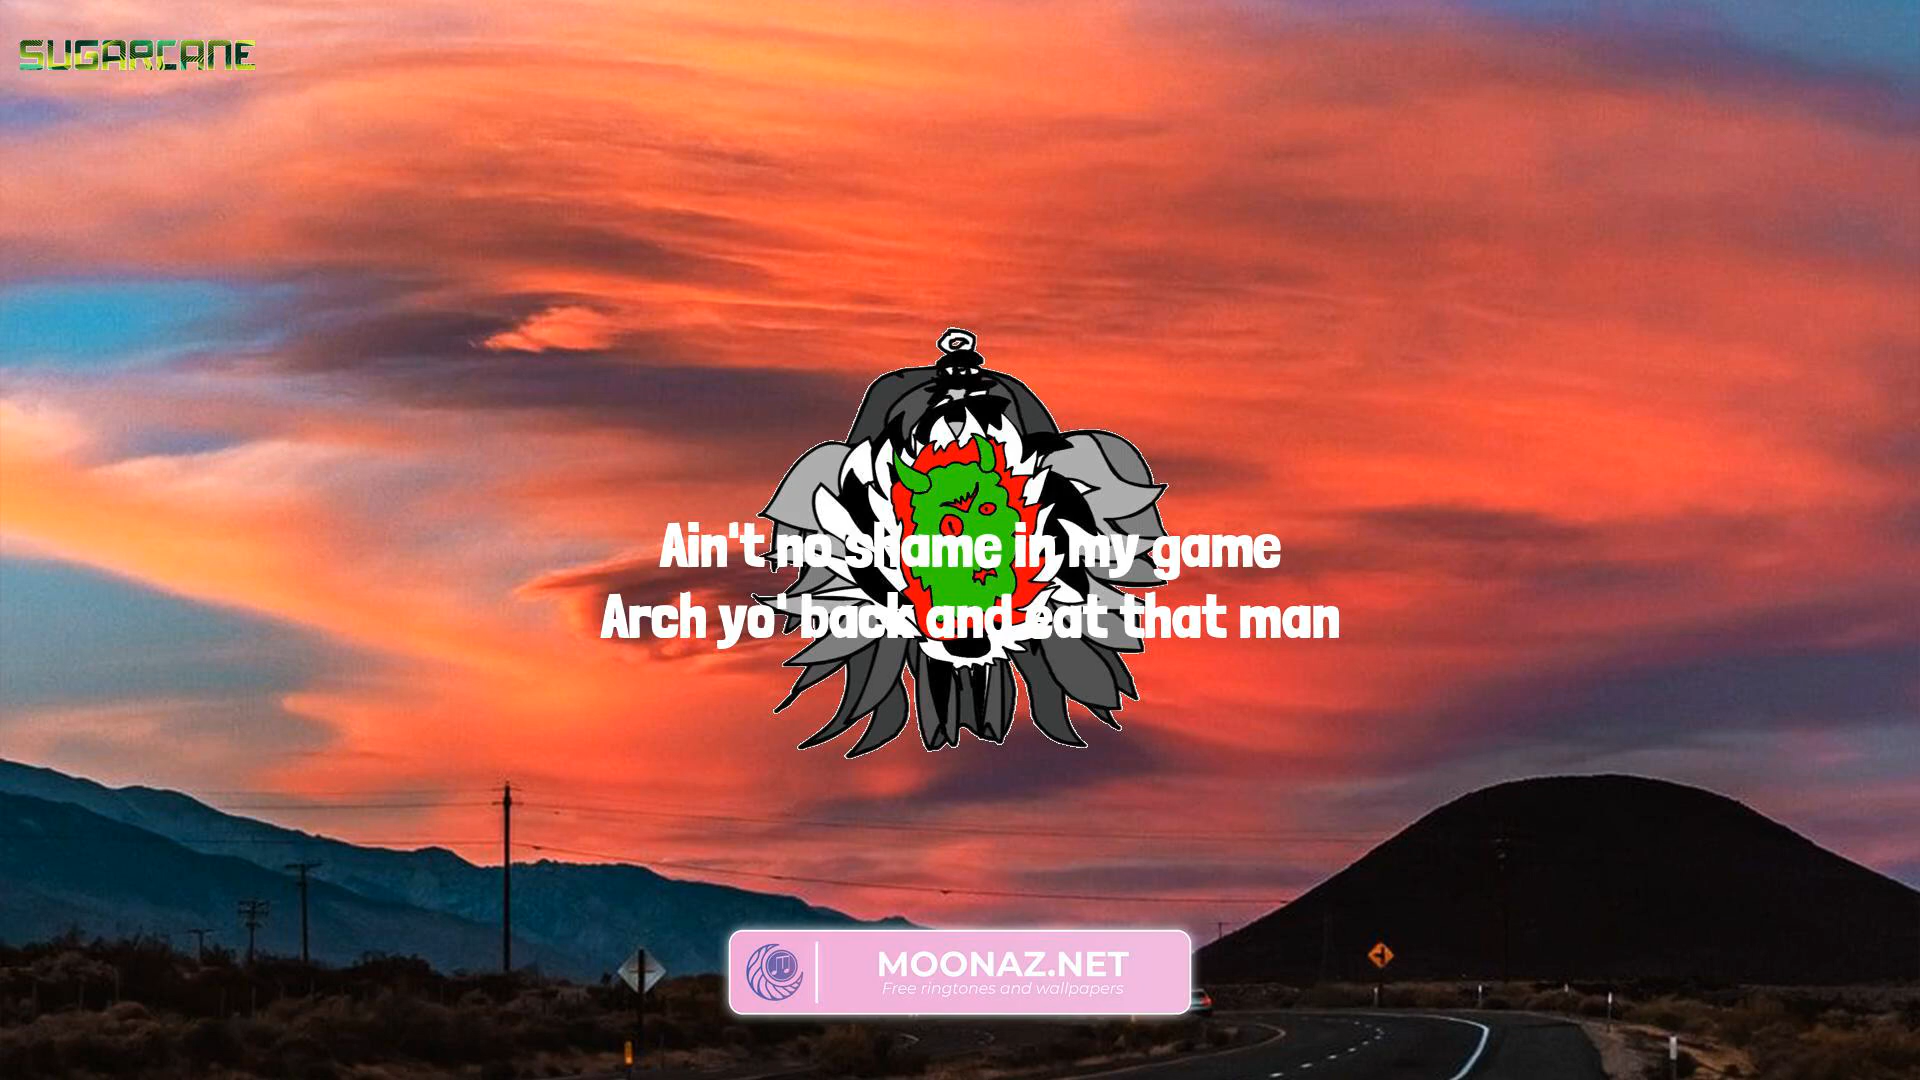 SUGARCANE
Ain't no shame in my game
Arch yo' back and eat that man
MOONAZ.NET
Free ringtones and wallpapers